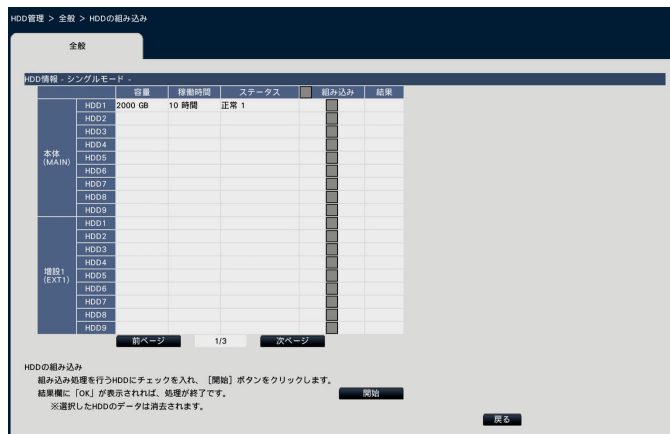 HDD管理 > 全般 > HDDの組み込み
全般
HDD情報 - シングルモード -
容量 稼働時間 ステータス 組み込み 結果
本体
(MAIN)
HDD1 2000 GB 10 時間 正常 1
HDD2
HDD3
HDD4
HDD5
HDD6
HDD7
HDD8
HDD9
増設1
(EXT1)
HDD1
HDD2
HDD3
HDD4
HDD5
HDD6
HDD7
HDD8
HDD9
前ページ 1/3 次ページ
HDDの組み込み
組み込み処理を行うHDDにチェックを入れ、［開始］ボタンをクリックします。
結果欄に「OK」が表示されれば、処理が終了です。 開始
※選択したHDDのデータは消去されます。
戻る